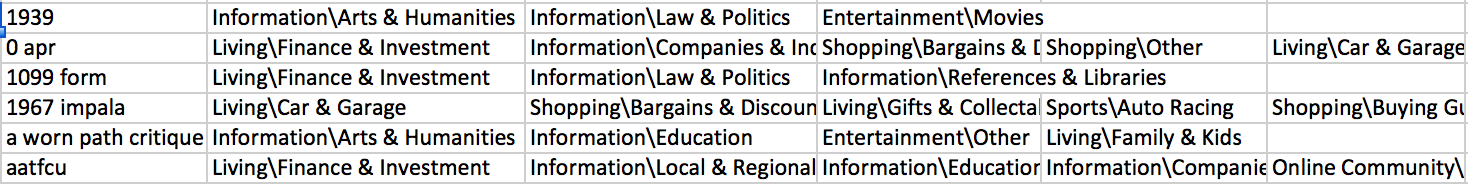 1939 Information\Arts & Humanities Information\Law & Politics Entertainment\Movies
0 apr Living\Finance & Investment Information\Companies & Inc Shopping\Bargains & D Shopping\Other Living\Car & Garage
1099 form Living\Finance & Investment Information\Law & Politics Information\References & Libraries
1967 impala Living\Car & Garage Shopping\Bargains & Discoun Living\Gifts & Collecta Sports\Auto Racing Shopping\Buying Gu
a worn path critique Information\Arts & Humanities Information\Education Entertainment\Other Living\Family & Kids
aatfcu Living\Finance & Investment Information\Local & Regional Information\Education Information\Companie Online Community\